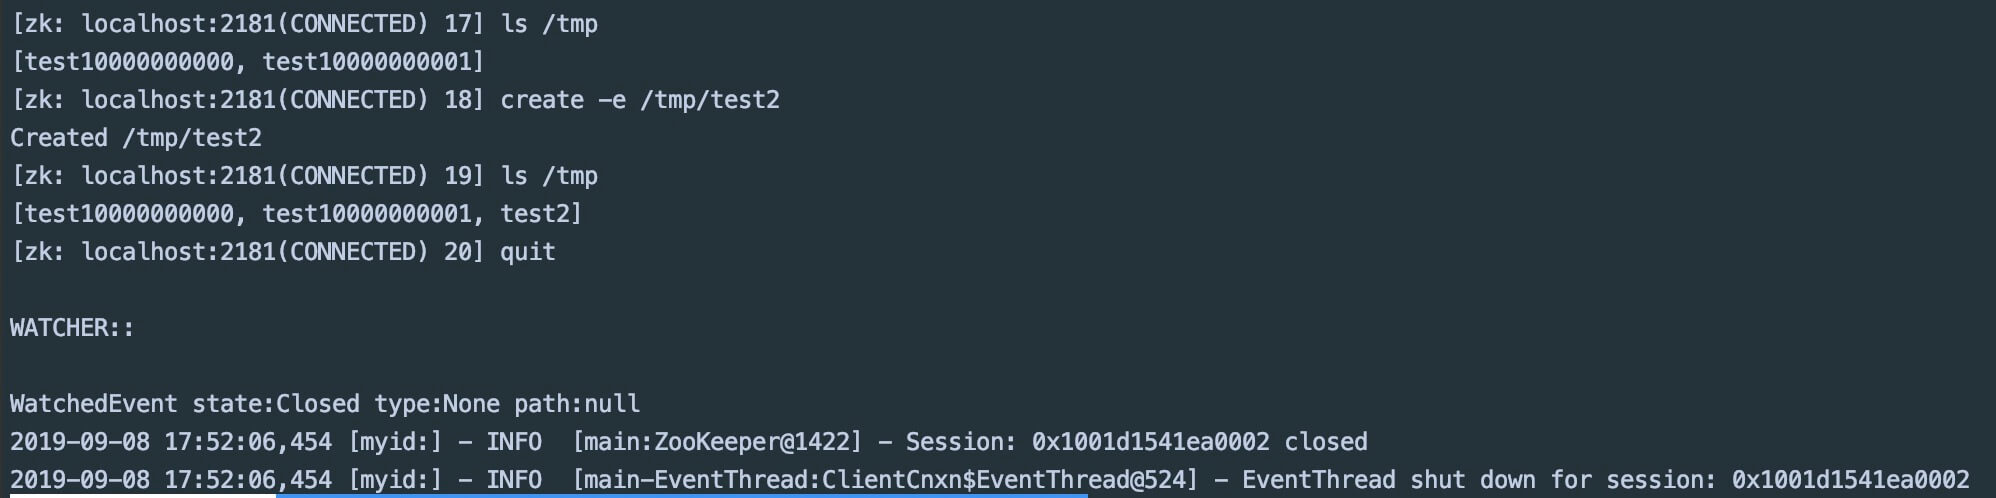 [zk: localhost:2181(CONNECTED) 17] ls /tmp
[test10000000000, test10000000001]
[zk: localhost:2181(CONNECTED) 18] create -e /tmp/test2
Created /tmp/test2
[zk: localhost:2181(CONNECTED) 19] ls /tmp
[test10000000000, test10000000001, test2]
[zk: localhost:2181(CONNECTED) 20] quit
WATCHER::
WatchedEvent state:Closed type:None path:null
2019-09-08 17:52:06,454 [myid:] - INFO  [main:ZooKeeper@1422] - Session: 0x1001d1541ea0002 closed
2019-09-08 17:52:06,454 [myid:] - INFO  [main-EventThread:ClientCnxn$EventThread@524] - EventThread shut down for session: 0x1001d1541ea0002